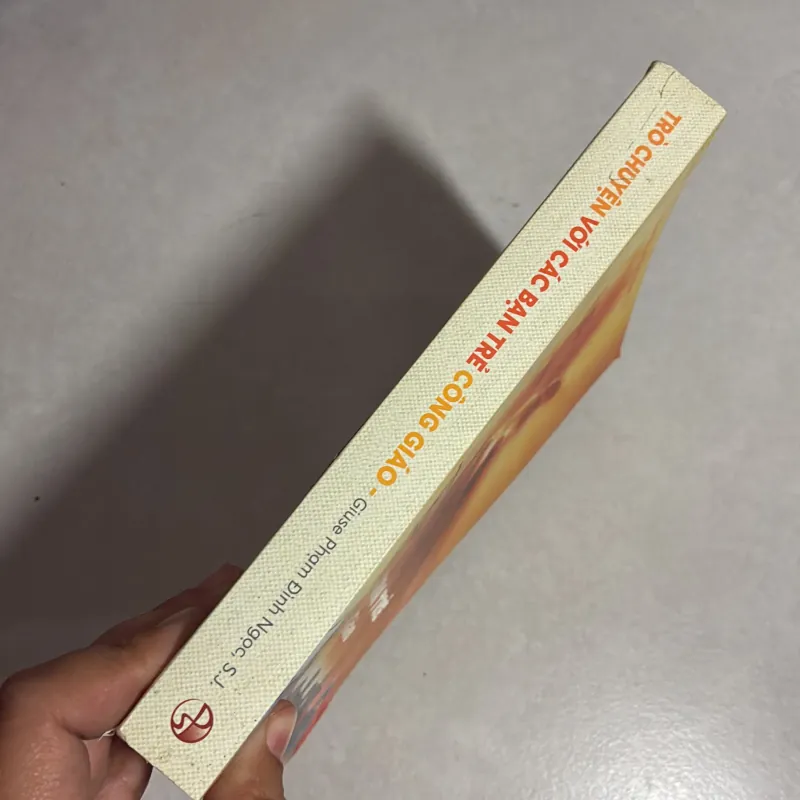 TRÒ CHUYỆN VỚI CÁC BẠN TRẺ CÔNG GIÁO - Giuse Phạm Đình Ngọc, S.J.